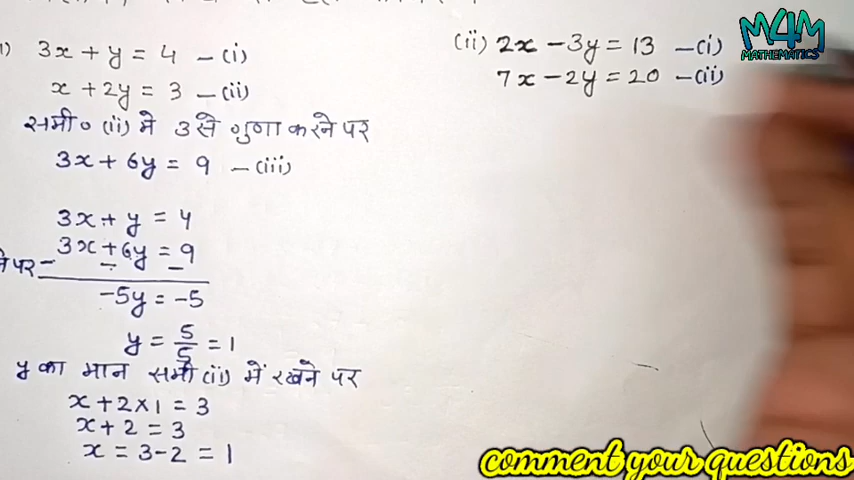 3x + y = 4 — (i)
x + 2y = 3 — (ii)
समी० (ii) मे 3 से गुणा करने पर
3x + 6y = 9 — (iii)
3x + y = 4
3x + 6y = 9
पर — — —
-5y = -5
y = 5/5 = 1
y का मान समी (ii) में रखने पर
x + 2×1 = 3
x + 2 = 3
x = 3-2 = 1
(ii) 2x - 3y = 13 — (i)
7x - 2y = 20 — (ii)
M4M
MATHEMATICS
comment your questions